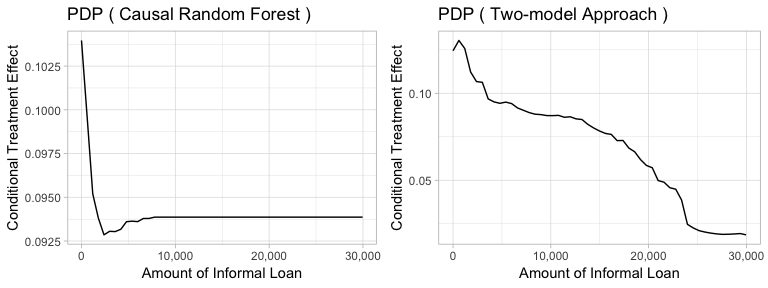 PDP ( Causal Random Forest )
Conditional Treatment Effect
0.1025
0.1000
0.0975
0.0950
0.0925
0
10,000
20,000
30,000
Amount of Informal Loan
PDP ( Two-model Approach )
Conditional Treatment Effect
0.10
0.05
0
10,000
20,000
30,000
Amount of Informal Loan